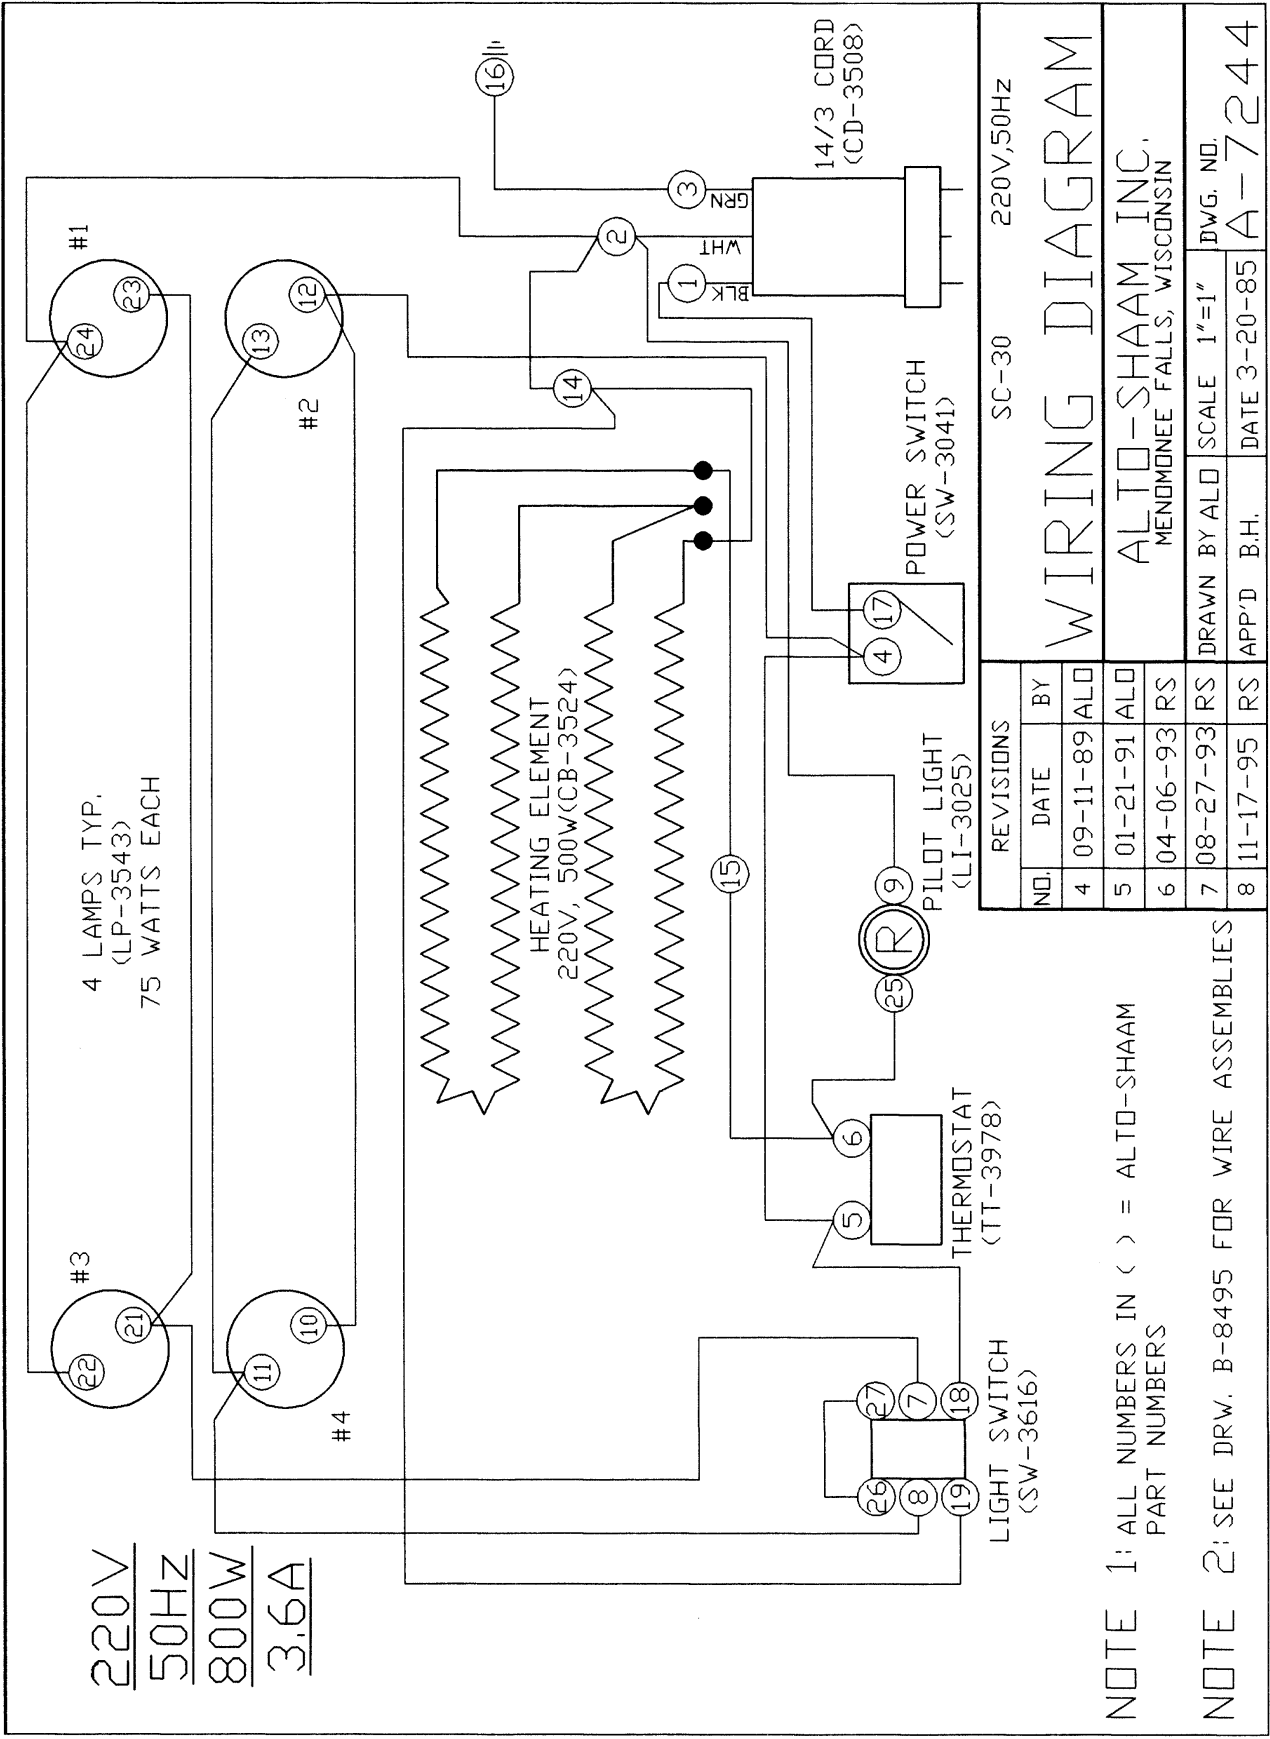 220V
50Hz
800W
3.6A
4 LAMPS TYP.
(LP-3543)
75 WATTS EACH
#3
22
21
#1
24
23
#4
11
10
#2
13
12
HEATING ELEMENT
220V, 500W(CB-3524)
14
15
16
2
3
1
GRN
WHT
BLK
14/3 CORD
(CD-3508)
26
27
8
7
19
18
LIGHT SWITCH
(SW-3616)
5
6
THERMOSTAT
(TT-3978)
25
R
9
PILOT LIGHT
(LI-3025)
4
17
POWER SWITCH
(SW-3041)
NOTE 1: ALL NUMBERS IN ( ) = ALTO-SHAAM
PART NUMBERS
NOTE 2: SEE DRW. B-8495 FOR WIRE ASSEMBLIES
REVISIONS
NO. DATE BY
4 09-11-89 ALO
5 01-21-91 ALO
6 04-06-93 RS
7 08-27-93 RS
8 11-17-95 RS
SC-30 220V,50Hz
WIRING DIAGRAM
ALTO-SHAAM INC.
MENOMONEE FALLS, WISCONSIN
DRAWN BY ALO SCALE 1"=1" DWG. NO.
APP'D B.H. DATE 3-20-85 A-7244